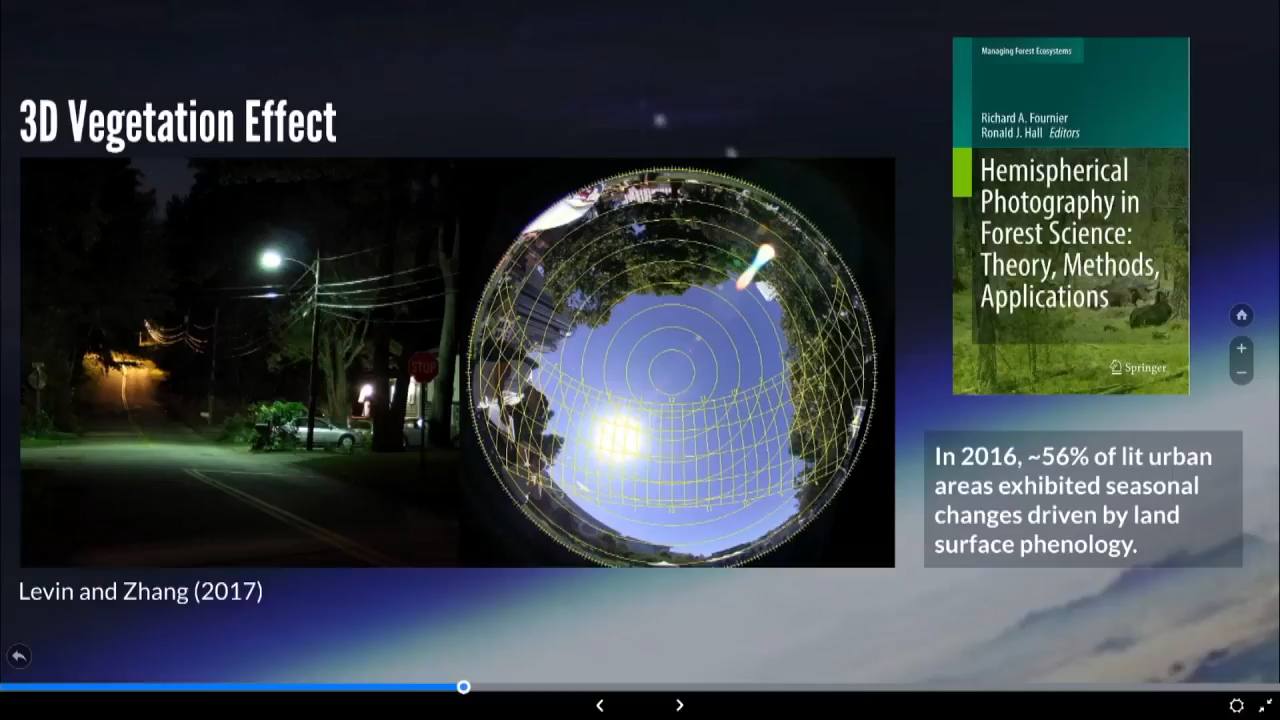 3D Vegetation Effect
STOP
Levin and Zhang (2017)
Managing Forest Ecosystems
Richard A. Fournier
Ronald J. Hall Editors
Hemispherical
Photography in
Forest Science:
Theory, Methods,
Applications
Springer
In 2016, ~56% of lit urban
areas exhibited seasonal
changes driven by land
surface phenology.